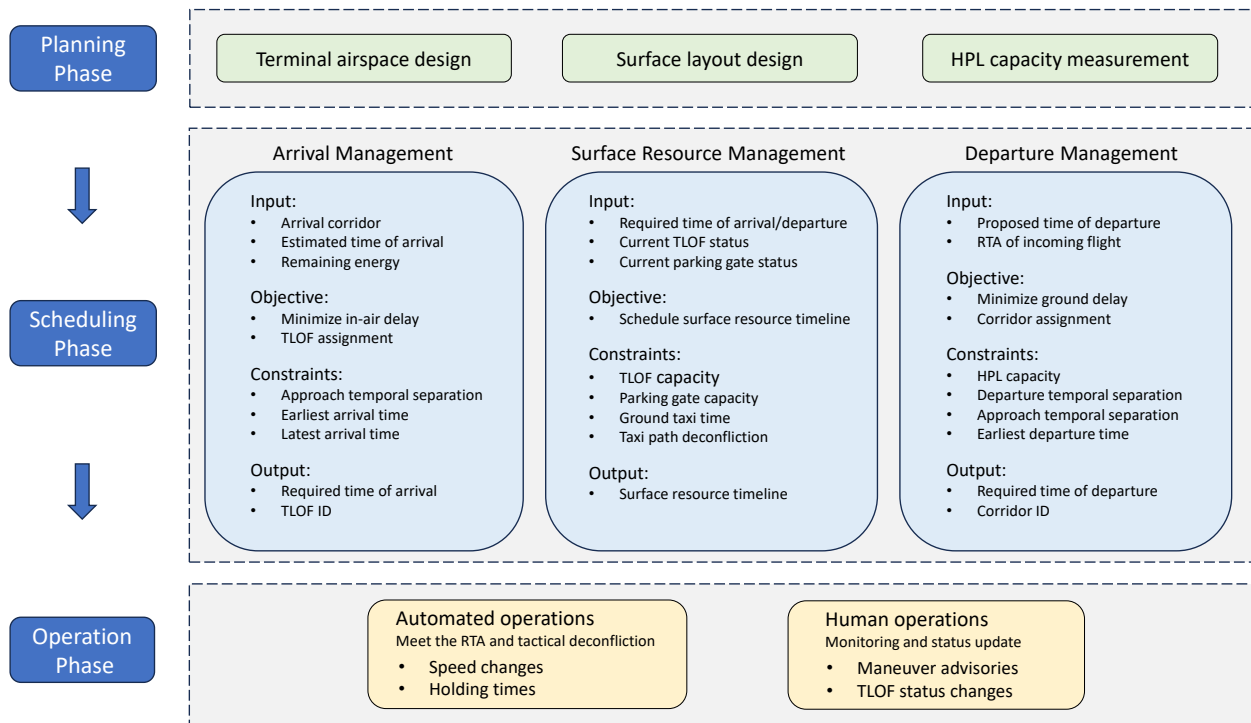 Planning
Phase
Terminal airspace design
Surface layout design
HPL capacity measurement
Scheduling
Phase
Arrival Management
Input:
• Arrival corridor
• Estimated time of arrival
• Remaining energy
Objective:
• Minimize in-air delay
• TLOF assignment
Constraints:
• Approach temporal separation
• Earliest arrival time
• Latest arrival time
Output:
• Required time of arrival
• TLOF ID
Surface Resource Management
Input:
• Required time of arrival/departure
• Current TLOF status
• Current parking gate status
Objective:
• Schedule surface resource timeline
Constraints:
• TLOF capacity
• Parking gate capacity
• Ground taxi time
• Taxi path deconfliction
Output:
• Surface resource timeline
Departure Management
Input:
• Proposed time of departure
• RTA of incoming flight
Objective:
• Minimize ground delay
• Corridor assignment
Constraints:
• HPL capacity
• Departure temporal separation
• Approach temporal separation
• Earliest departure time
Output:
• Required time of departure
• Corridor ID
Operation
Phase
Automated operations
Meet the RTA and tactical deconfliction
• Speed changes
• Holding times
Human operations
Monitoring and status update
• Maneuver advisories
• TLOF status changes